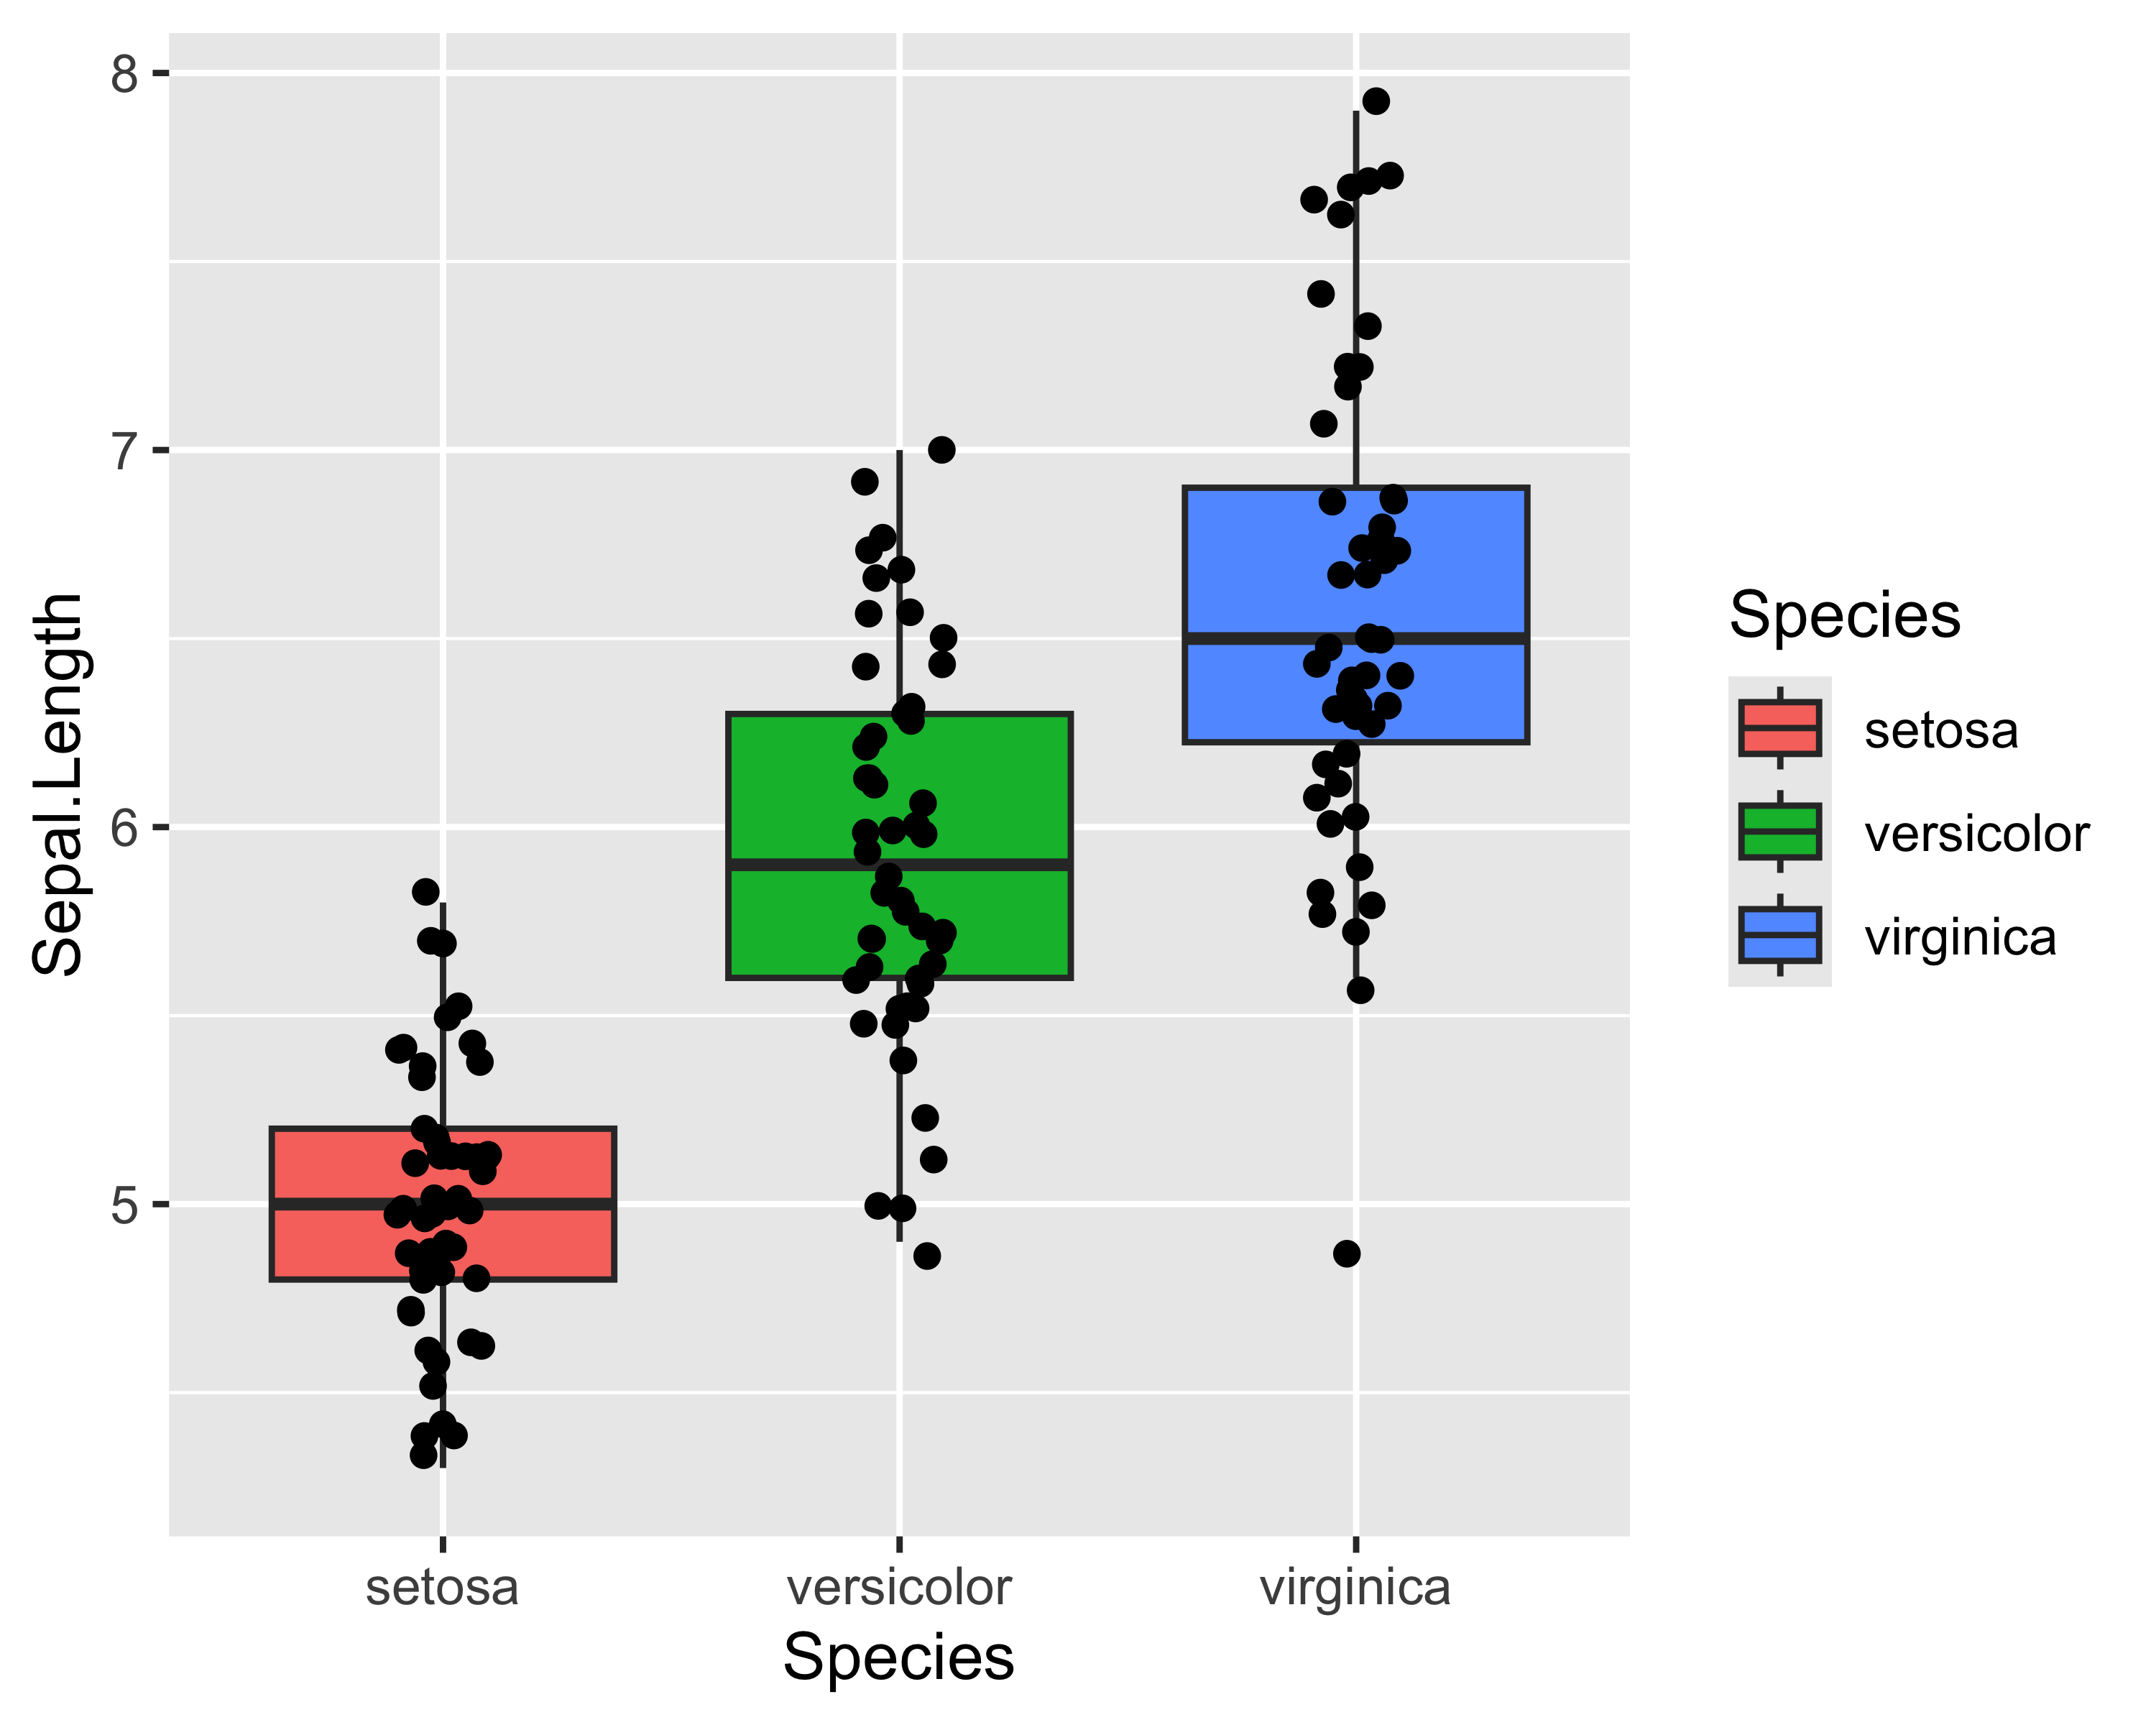 Sepal.Length
8
7
6
5
setosa
versicolor
virginica
Species
Species
setosa
versicolor
virginica